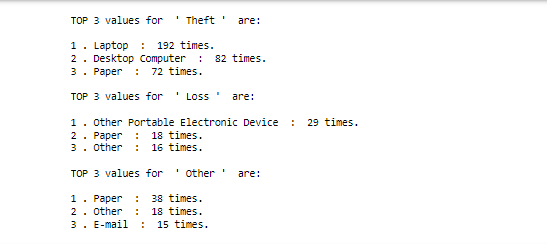 TOP 3 values for ' Theft ' are:
1 . Laptop : 192 times.
2 . Desktop Computer : 82 times.
3 . Paper : 72 times.
TOP 3 values for ' Loss ' are:
1 . Other Portable Electronic Device : 29 times.
2 . Paper : 18 times.
3 . Other : 16 times.
TOP 3 values for ' Other ' are:
1 . Paper : 38 times.
2 . Other : 18 times.
3 . E-mail : 15 times.